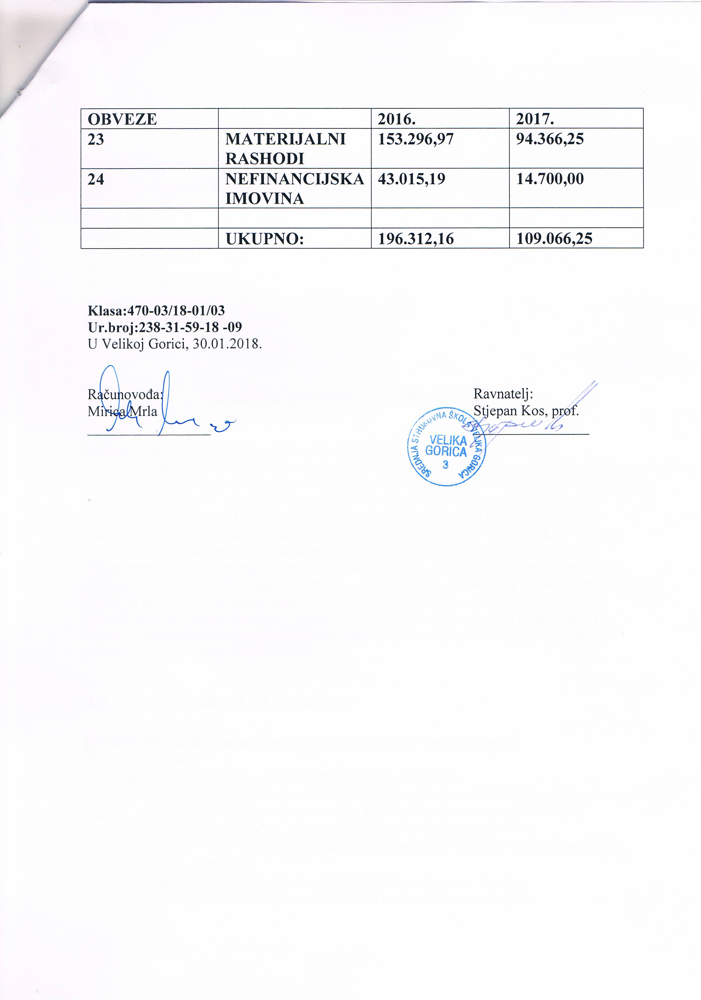 OBVEZE 2016. 2017.
23 MATERIJALNI 153.296,97 94.366,25
RASHODI
24 NEFINANCIJSKA 43.015,19 14.700,00
IMOVINA
UKUPNO: 196.312,16 109.066,25
Klasa:470-03/18-01/03
Ur.broj:238-31-59-18 -09
U Velikoj Gorici, 30.01.2018.
Računovođa: Ravnatelj:
Mirica Mrla Stjepan Kos, prof.
SREDNJA STRUKOVNA ŠKOLA VELIKA GORICA
VELIKA
GORICA
3